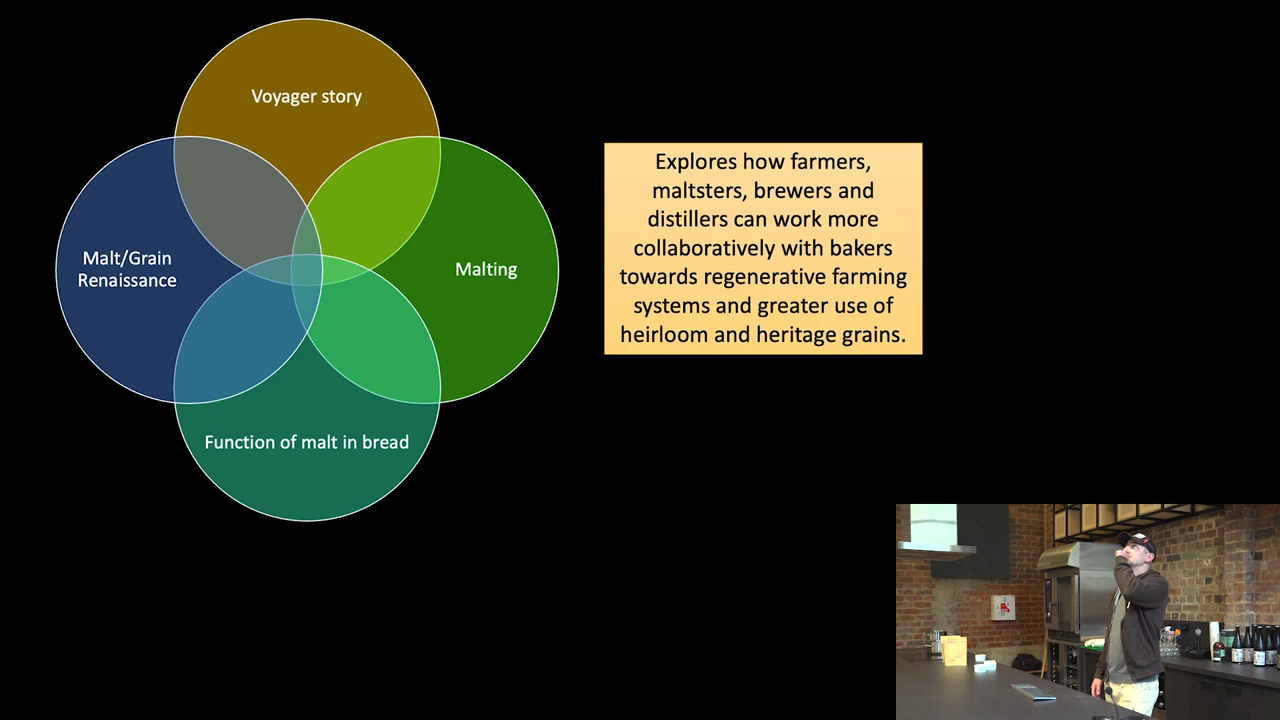 Voyager story
Malt/Grain
Renaissance
Malting
Function of malt in bread
Explores how farmers,
maltsters, brewers and
distillers can work more
collaboratively with bakers
towards regenerative farming
systems and greater use of
heirloom and heritage grains.